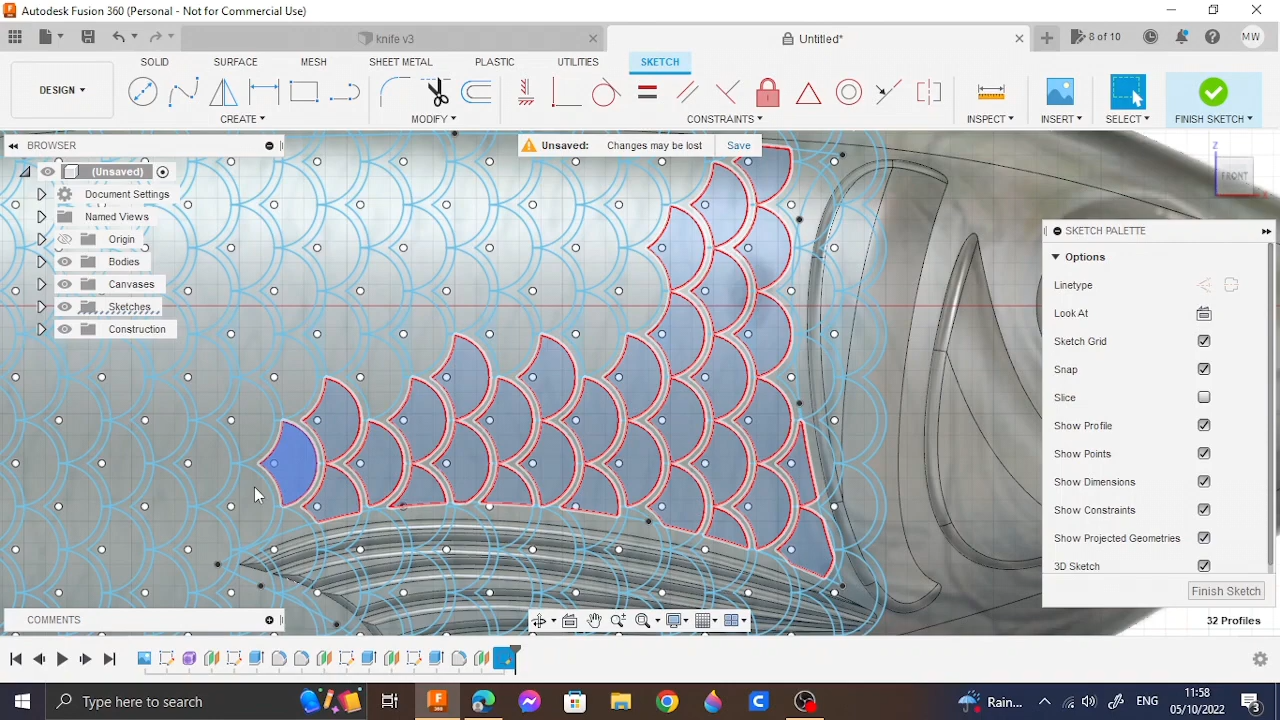 Autodesk Fusion 360 (Personal - Not for Commercial Use)
knife v3
Untitled*
8 of 10
MW
SOLID
SURFACE
MESH
SHEET METAL
PLASTIC
UTILITIES
SKETCH
DESIGN
CREATE
MODIFY
CONSTRAINTS
INSPECT
INSERT
SELECT
FINISH SKETCH
BROWSER
Unsaved: Changes may be lost Save
(Unsaved)
Document Settings
Named Views
Origin
Bodies
Canvases
Sketches
Construction
Z
FRONT
SKETCH PALETTE
Options
Linetype
Look At
Sketch Grid
Snap
Slice
Show Profile
Show Points
Show Dimensions
Show Constraints
Show Projected Geometries
3D Sketch
Finish Sketch
COMMENTS
32 Profiles
Type here to search
Rain...
ENG
11:58
05/10/2022
3